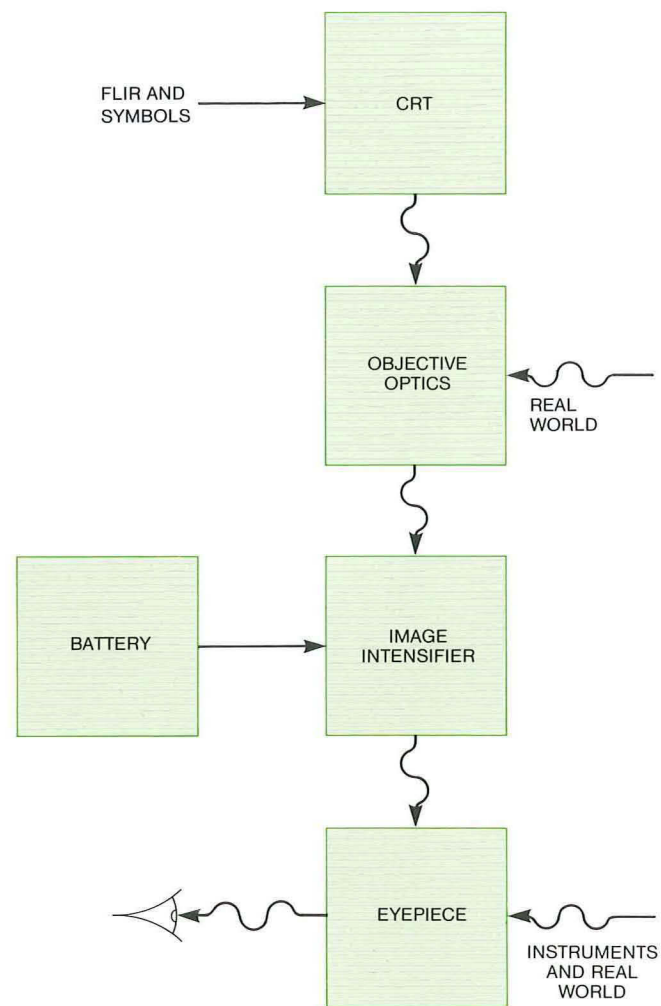 FLIR AND
SYMBOLS
CRT
OBJECTIVE
OPTICS
REAL
WORLD
BATTERY
IMAGE
INTENSIFIER
EYEPIECE
INSTRUMENTS
AND REAL
WORLD